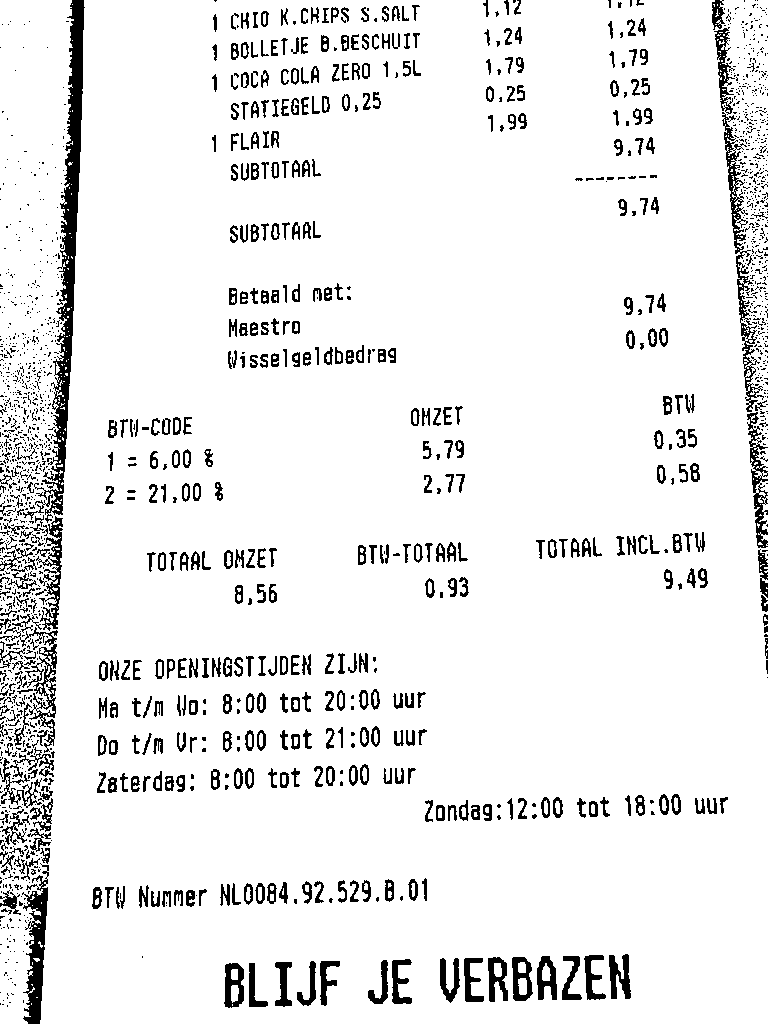 1 CHIO K.CHIPS S.SALT 1,12 1,12
1 BOLLETJE B.BESCHUIT 1,24 1,24
1 COCA COLA ZERO 1,5L 1,79 1,79
STATIEGELD 0,25 0,25 0,25
1 FLAIR 1,99 1,99
SUBTOTAAL 9,74
--------
SUBTOTAAL 9,74
Betaald met:
Maestro 9,74
Wisselgeldbedrag 0,00
BTW-CODE OMZET BTW
1 = 6,00 % 5,79 0,35
2 = 21,00 % 2,77 0,58
TOTAAL OMZET BTW-TOTAAL TOTAAL INCL.BTW
8,56 0,93 9,49
ONZE OPENINGSTIJDEN ZIJN:
Ma t/m Wo: 8:00 tot 20:00 uur
Do t/m Vr: 8:00 tot 21:00 uur
Zaterdag: 8:00 tot 20:00 uur
Zondag:12:00 tot 18:00 uur
BTW Nummer NL0084.92.529.B.01
BLIJF JE VERBAZEN